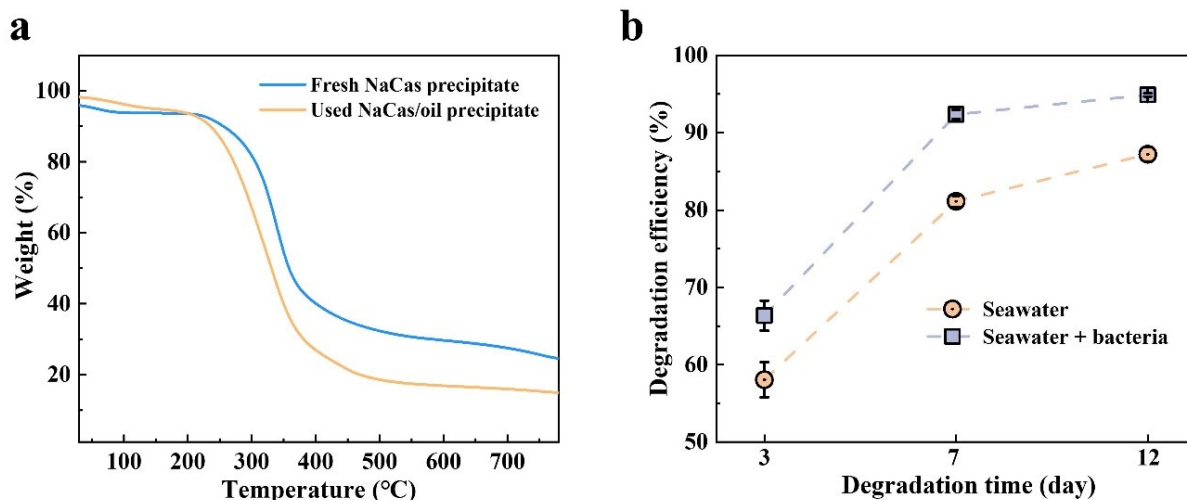 a
100
80
60
40
20
Weight (%)
Fresh NaCas precipitate
Used NaCas/oil precipitate
100 200 300 400 500 600 700
Temperature (°C)
b
100
90
80
70
60
50
Degradation efficiency (%)
Seawater
Seawater + bacteria
3 7 12
Degradation time (day)